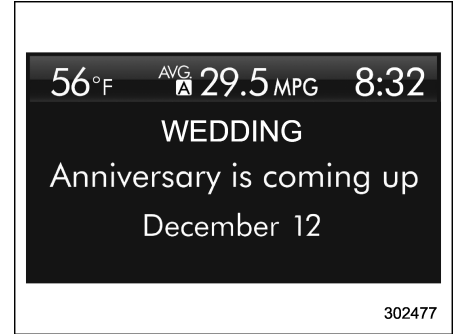 56°F AVG A 29.5 MPG 8:32
WEDDING
Anniversary is coming up
December 12
302477